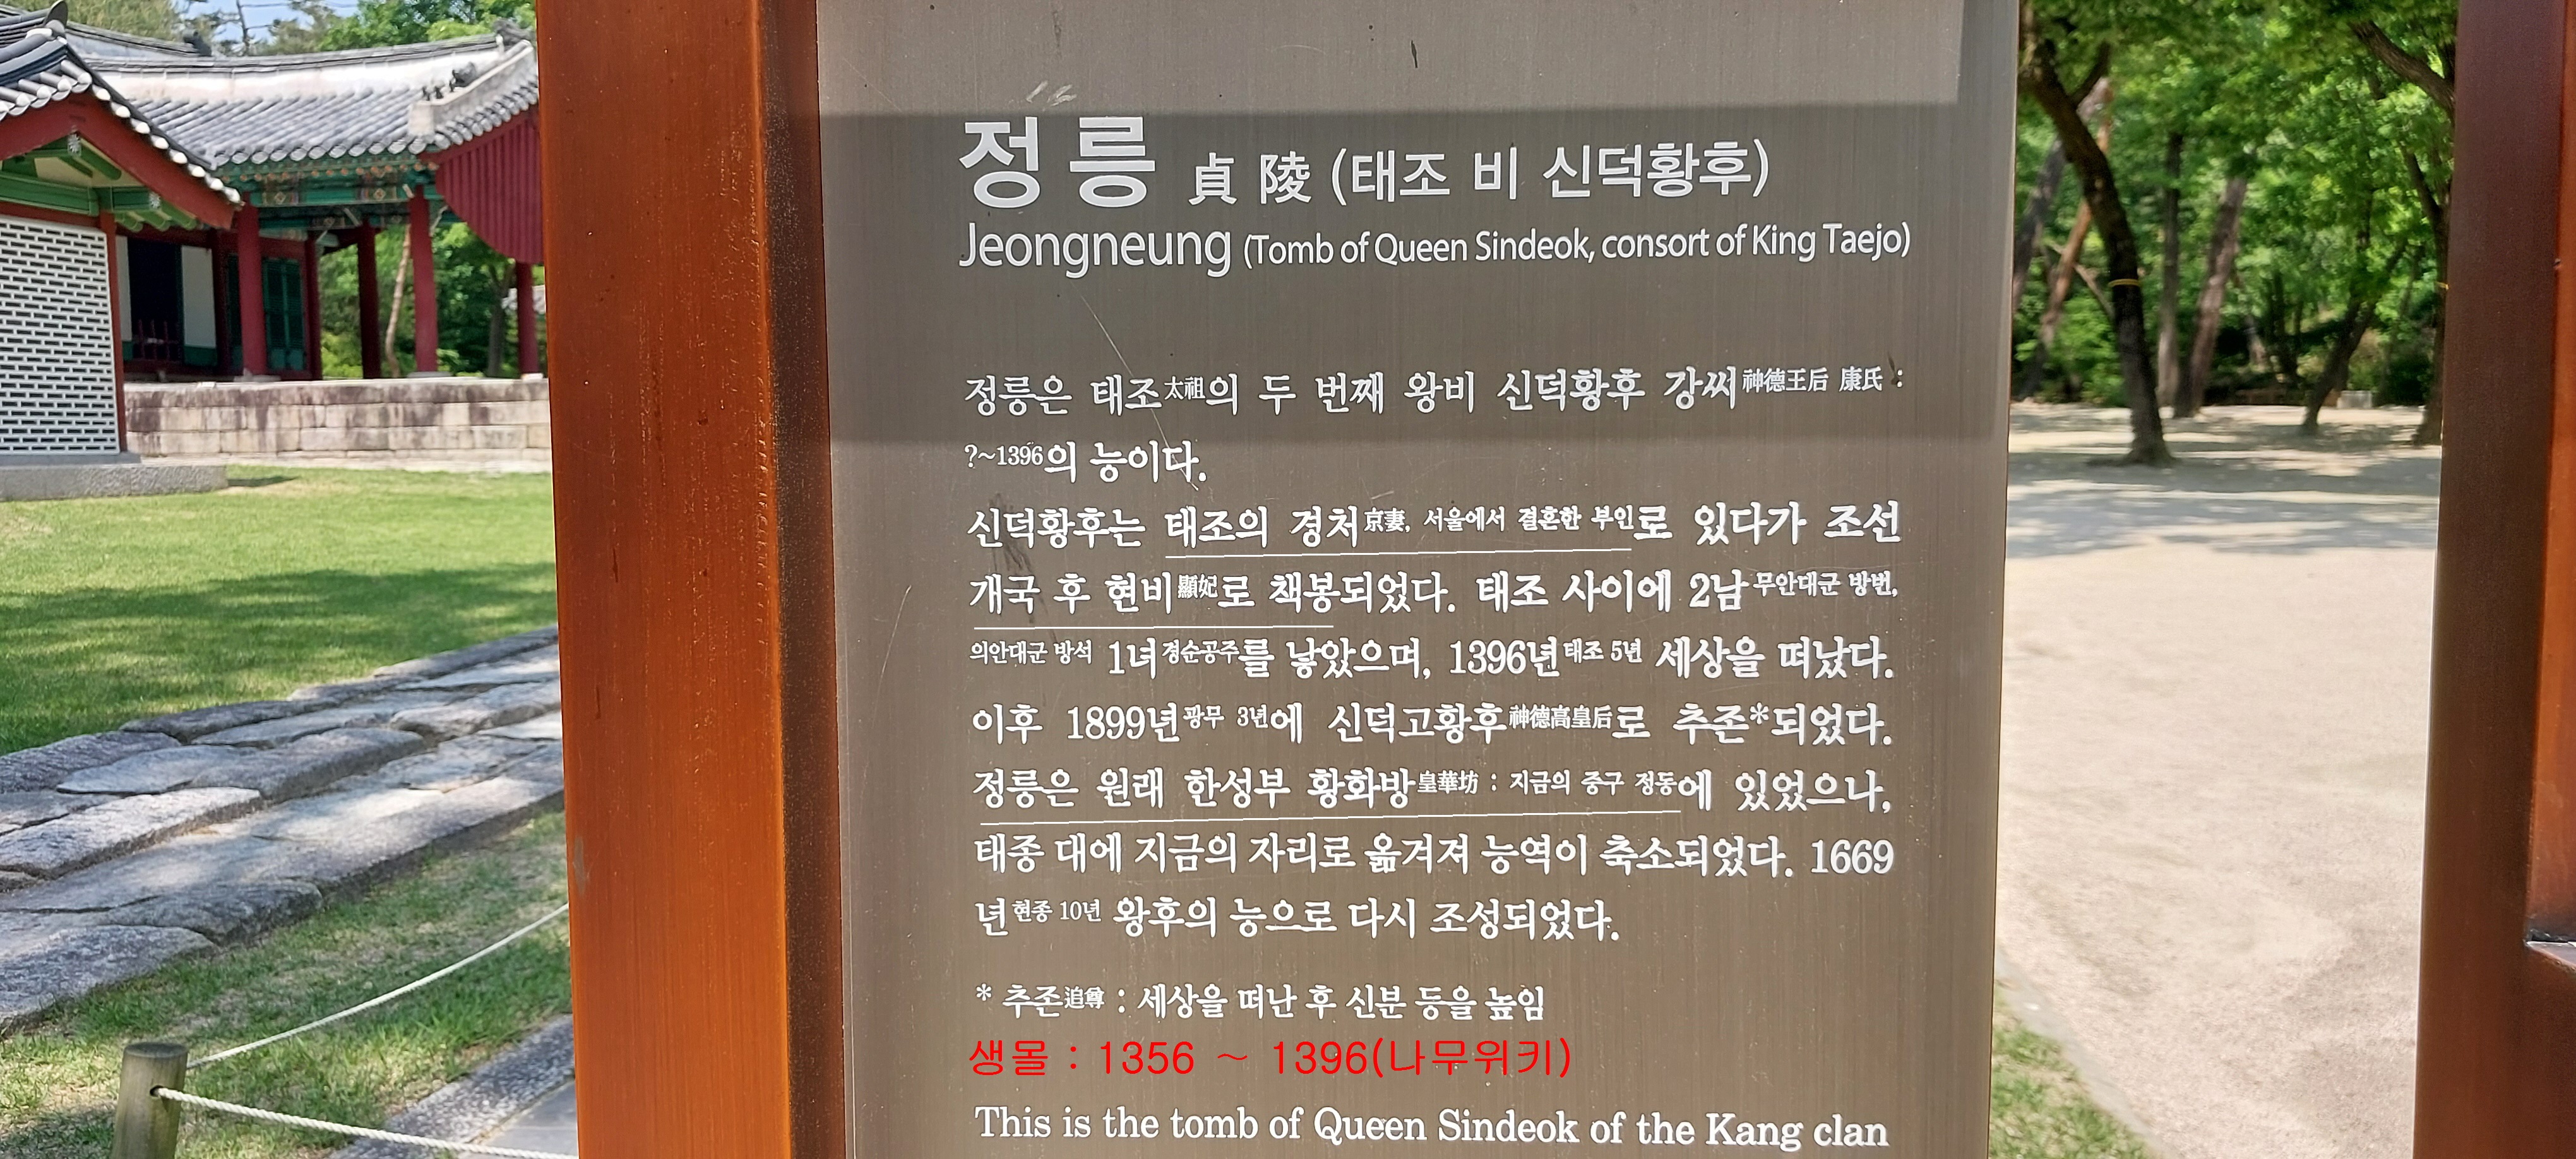 정릉 貞陵 (태조 비 신덕황후)
Jeongneung (Tomb of Queen Sindeok, consort of King Taejo)
정릉은 태조太祖의 두 번째 왕비 신덕황후 강씨神德王后 康氏 :
?~1396의 능이다.
신덕황후는 태조의 경처京妻, 서울에서 결혼한 부인로 있다가 조선
개국 후 현비顯妃로 책봉되었다. 태조 사이에 2남무안대군 방번,
의안대군 방석 1녀경순공주를 낳았으며, 1396년태조 5년 세상을 떠났다.
이후 1899년광무 3년에 신덕고황후神德高皇后로 추존*되었다.
정릉은 원래 한성부 황화방皇華坊 : 지금의 중구 정동에 있었으나,
태종 대에 지금의 자리로 옮겨져 능역이 축소되었다. 1669
년현종 10년 왕후의 능으로 다시 조성되었다.
* 추존追尊 : 세상을 떠난 후 신분 등을 높임
생몰 : 1356 ~ 1396(나무위키)
This is the tomb of Queen Sindeok of the Kang clan